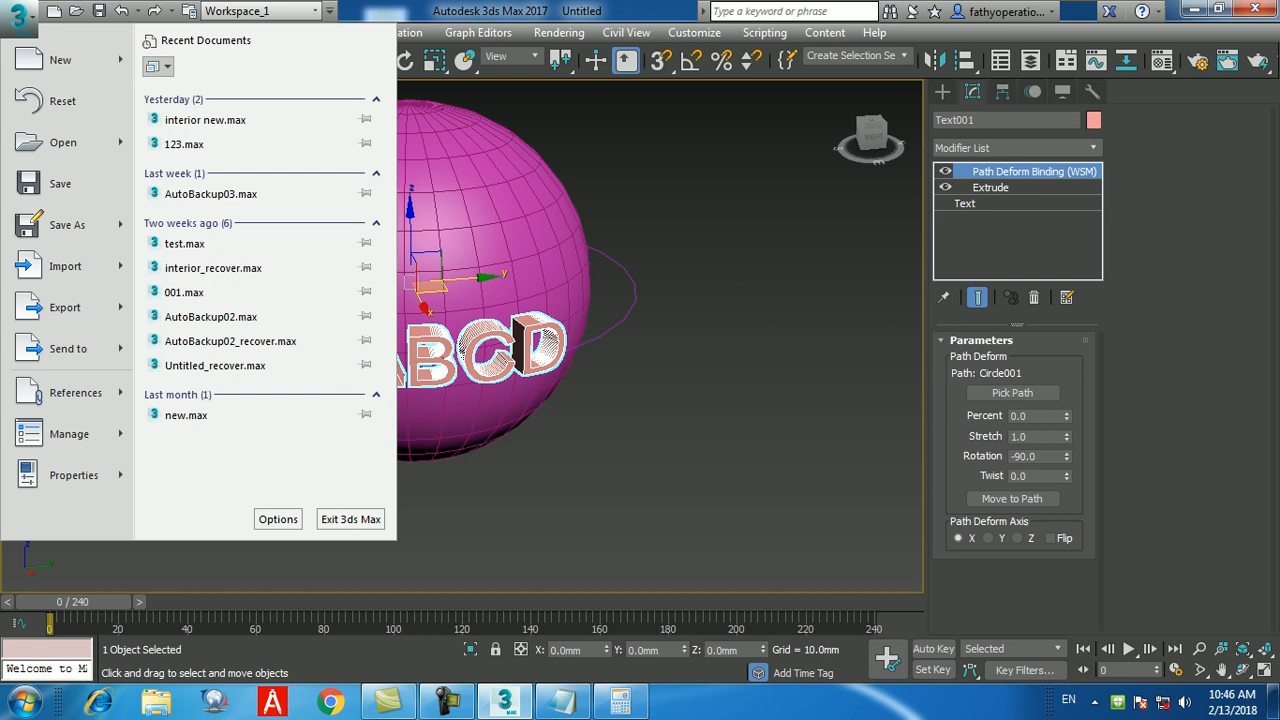 Workspace_1
Autodesk 3ds Max 2017    Untitled
Type a keyword or phrase
fathyoperation...
Graph Editors
Rendering
Civil View
Customize
Scripting
Content
Help
View
Create Selection Se
New
Reset
Open
Save
Save As
Import
Export
Send to
References
Manage
Properties
Recent Documents
Yesterday (2)
interior new.max
123.max
Last week (1)
AutoBackup03.max
Two weeks ago (6)
test.max
interior_recover.max
001.max
AutoBackup02.max
AutoBackup02_recover.max
Untitled_recover.max
Last month (1)
new.max
Options
Exit 3ds Max
RIGHT
z
y
x
BCD
z
y
Text001
Modifier List
Path Deform Binding (WSM)
Extrude
Text
Parameters
Path Deform
Path: Circle001
Pick Path
Percent 0.0
Stretch 1.0
Rotation -90.0
Twist 0.0
Move to Path
Path Deform Axis
X Y Z Flip
< 0 / 240 >
0 20 40 60 80 100 120 140 160 180 200 220 240
1 Object Selected
X: 0.0mm Y: 0.0mm Z: 0.0mm Grid = 10.0mm
Auto Key
Selected
Welcome to M
Click and drag to select and move objects
Add Time Tag
Set Key
Key Filters...
0
EN
10:46 AM
2/13/2018